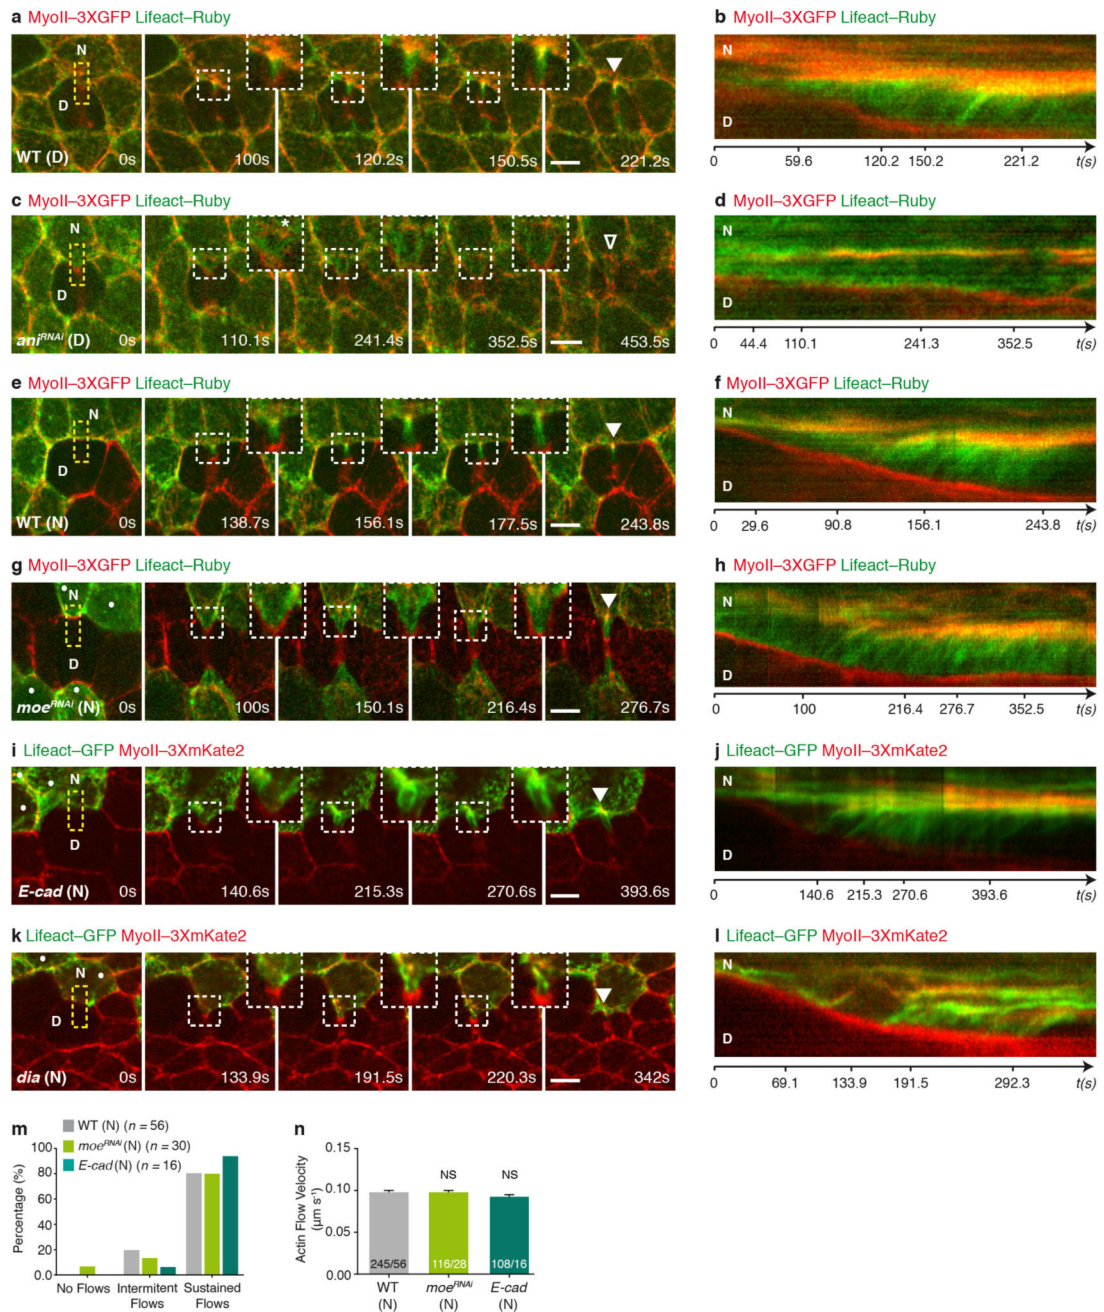 a MyoII–3XGFP Lifeact–Ruby
N
D
WT (D)
0s
100s
120.2s
150.5s
221.2s
b MyoII–3XGFP Lifeact–Ruby
N
D
0 59.6 120.2 150.2 221.2 t(s)
c MyoII–3XGFP Lifeact–Ruby
N
D
*
ani^RNAi (D)
0s
110.1s
241.4s
352.5s
453.5s
d MyoII–3XGFP Lifeact–Ruby
N
D
0 44.4 110.1 241.3 352.5 t(s)
e MyoII–3XGFP Lifeact–Ruby
N
D
WT (N)
0s
138.7s
156.1s
177.5s
243.8s
f MyoII–3XGFP Lifeact–Ruby
N
D
0 29.6 90.8 156.1 243.8 t(s)
g MyoII–3XGFP Lifeact–Ruby
N
D
moe^RNAi (N)
0s
100s
150.1s
216.4s
276.7s
h MyoII–3XGFP Lifeact–Ruby
N
D
0 100 216.4 276.7 352.5 t(s)
i Lifeact–GFP MyoII–3XmKate2
N
D
E-cad (N)
0s
140.6s
215.3s
270.6s
393.6s
j Lifeact–GFP MyoII–3XmKate2
N
D
0 140.6 215.3 270.6 393.6 t(s)
k Lifeact–GFP MyoII–3XmKate2
N
D
dia (N)
0s
133.9s
191.5s
220.3s
342s
l Lifeact–GFP MyoII–3XmKate2
N
D
0 69.1 133.9 191.5 292.3 t(s)
m
WT (N) (n = 56)
moe^RNAi (N) (n = 30)
E-cad (N) (n = 16)
Percentage (%)
100
80
60
40
20
0.0
No Flows Intermitent Flows Sustained Flows
n
Actin Flow Velocity
(µm s⁻¹)
0.15
0.10
0.05
0.00
NS NS
245/56 116/28 108/16
WT moe^RNAi E-cad
(N) (N) (N)